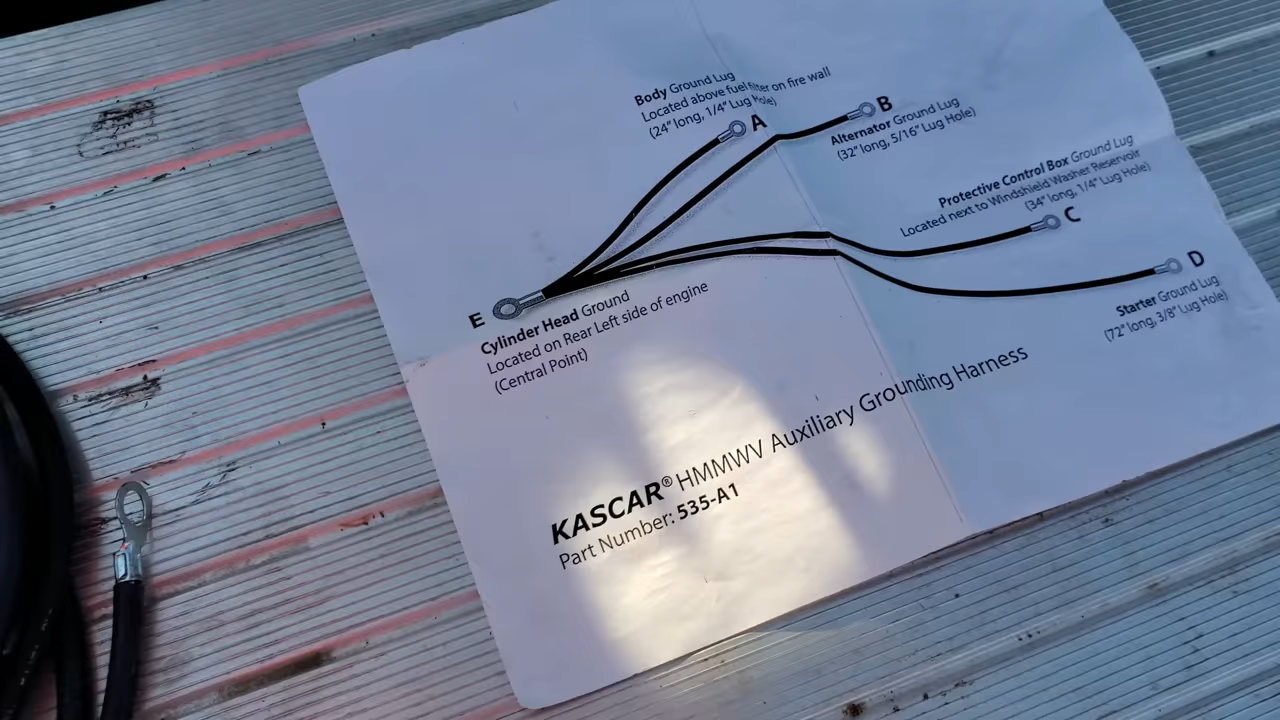 Body Ground Lug
Located above fuel filter on fire wall
(24" long, 1/4" Lug Hole)
A
B
Alternator Ground Lug
(32" long, 5/16" Lug Hole)
Protective Control Box Ground Lug
Located next to Windshield Washer Reservoir
(34" long, 1/4" Lug Hole)
C
D
Starter Ground Lug
(72" long, 3/8" Lug Hole)
E
Cylinder Head Ground
Located on Rear Left side of engine
(Central Point)
KASCAR® HMMWV Auxiliary Grounding Harness
Part Number: 535-A1